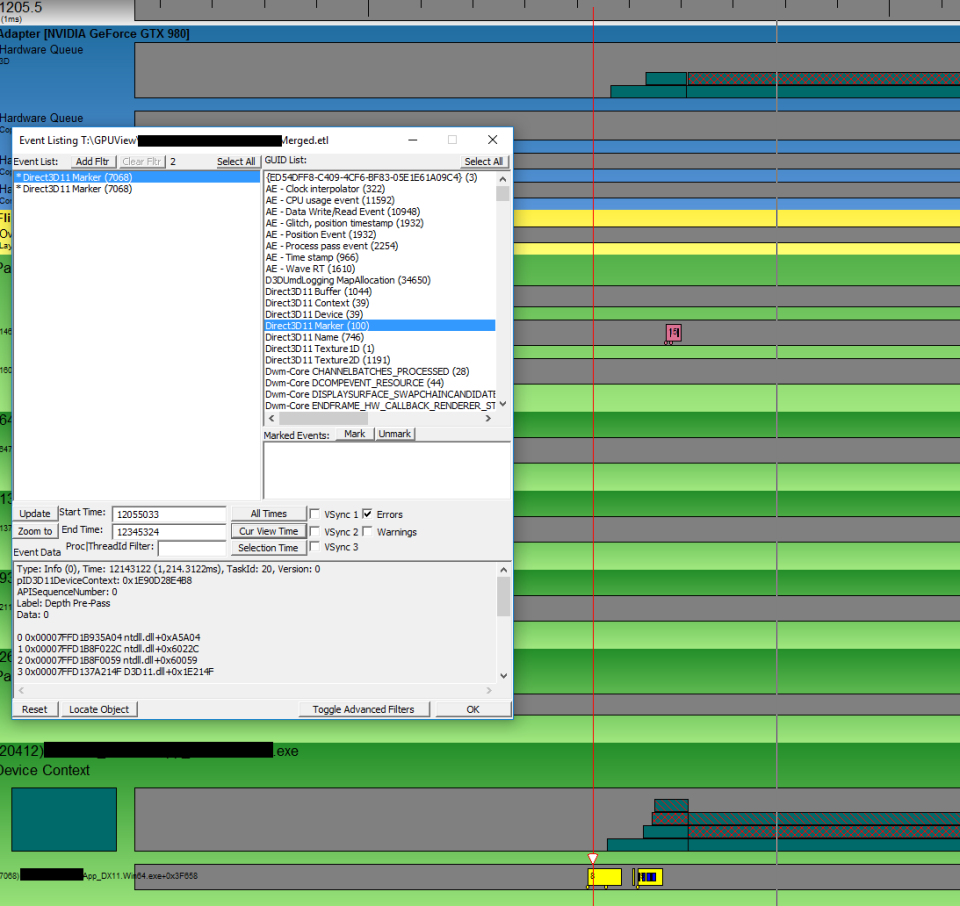 1205.5
(1ms)
Adapter [NVIDIA GeForce GTX 980]
Hardware Queue
3D
Hardware Queue
Event Listing T:\GPUView\ Merged.etl
Event List: Add Fltr Clear Fltr 2 Select All GUID List: Select All
*Direct3D11 Marker (7068)
*Direct3D11 Marker (7068)
{ED54DFF8-C409-4CF6-BF83-05E1E61A09C4} (3)
AE - Clock interpolator (322)
AE - CPU usage event (11592)
AE - Data Write/Read Event (10948)
AE - Glitch, position timestamp (1932)
AE - Position Event (1932)
AE - Process pass event (2254)
AE - Time stamp (966)
AE - Wave RT (1610)
D3DUmdLogging MapAllocation (34650)
Direct3D11 Buffer (1044)
Direct3D11 Context (39)
Direct3D11 Device (39)
Direct3D11 Marker (100)
Direct3D11 Name (746)
Direct3D11 Texture1D (1)
Direct3D11 Texture2D (1191)
Dwm-Core CHANNELBATCHES_PROCESSED (28)
Dwm-Core DCOMPEVENT_RESOURCE (44)
Dwm-Core DISPLAYSURFACE_SWAPCHAINCANDIDATE
Dwm-Core ENDFRAME_HW_CALLBACK_RENDERER_ST
Marked Events: Mark Unmark
Update Start Time: 12055033 All Times VSync 1 Errors
Zoom to End Time: 12345324 Cur View Time VSync 2 Warnings
Event Data Proc|ThreadId Filter: Selection Time VSync 3
Type: Info (0), Time: 12143122 (1,214.3122ms), TaskId: 20, Version: 0
pID3D11DeviceContext: 0x1E90D28E4B8
APISequenceNumber: 0
Label: Depth Pre-Pass
Data: 0
0 0x00007FFD1B935A04 ntdll.dll+0xA5A04
1 0x00007FFD1B8F022C ntdll.dll+0x6022C
2 0x00007FFD1B8F0059 ntdll.dll+0x60059
3 0x00007FFD137A214F D3D11.dll+0x1E214F
Reset Locate Object Toggle Advanced Filters OK
20412) .exe
Device Context
7068) App_DX11.Win64.exe+0x3F658
8